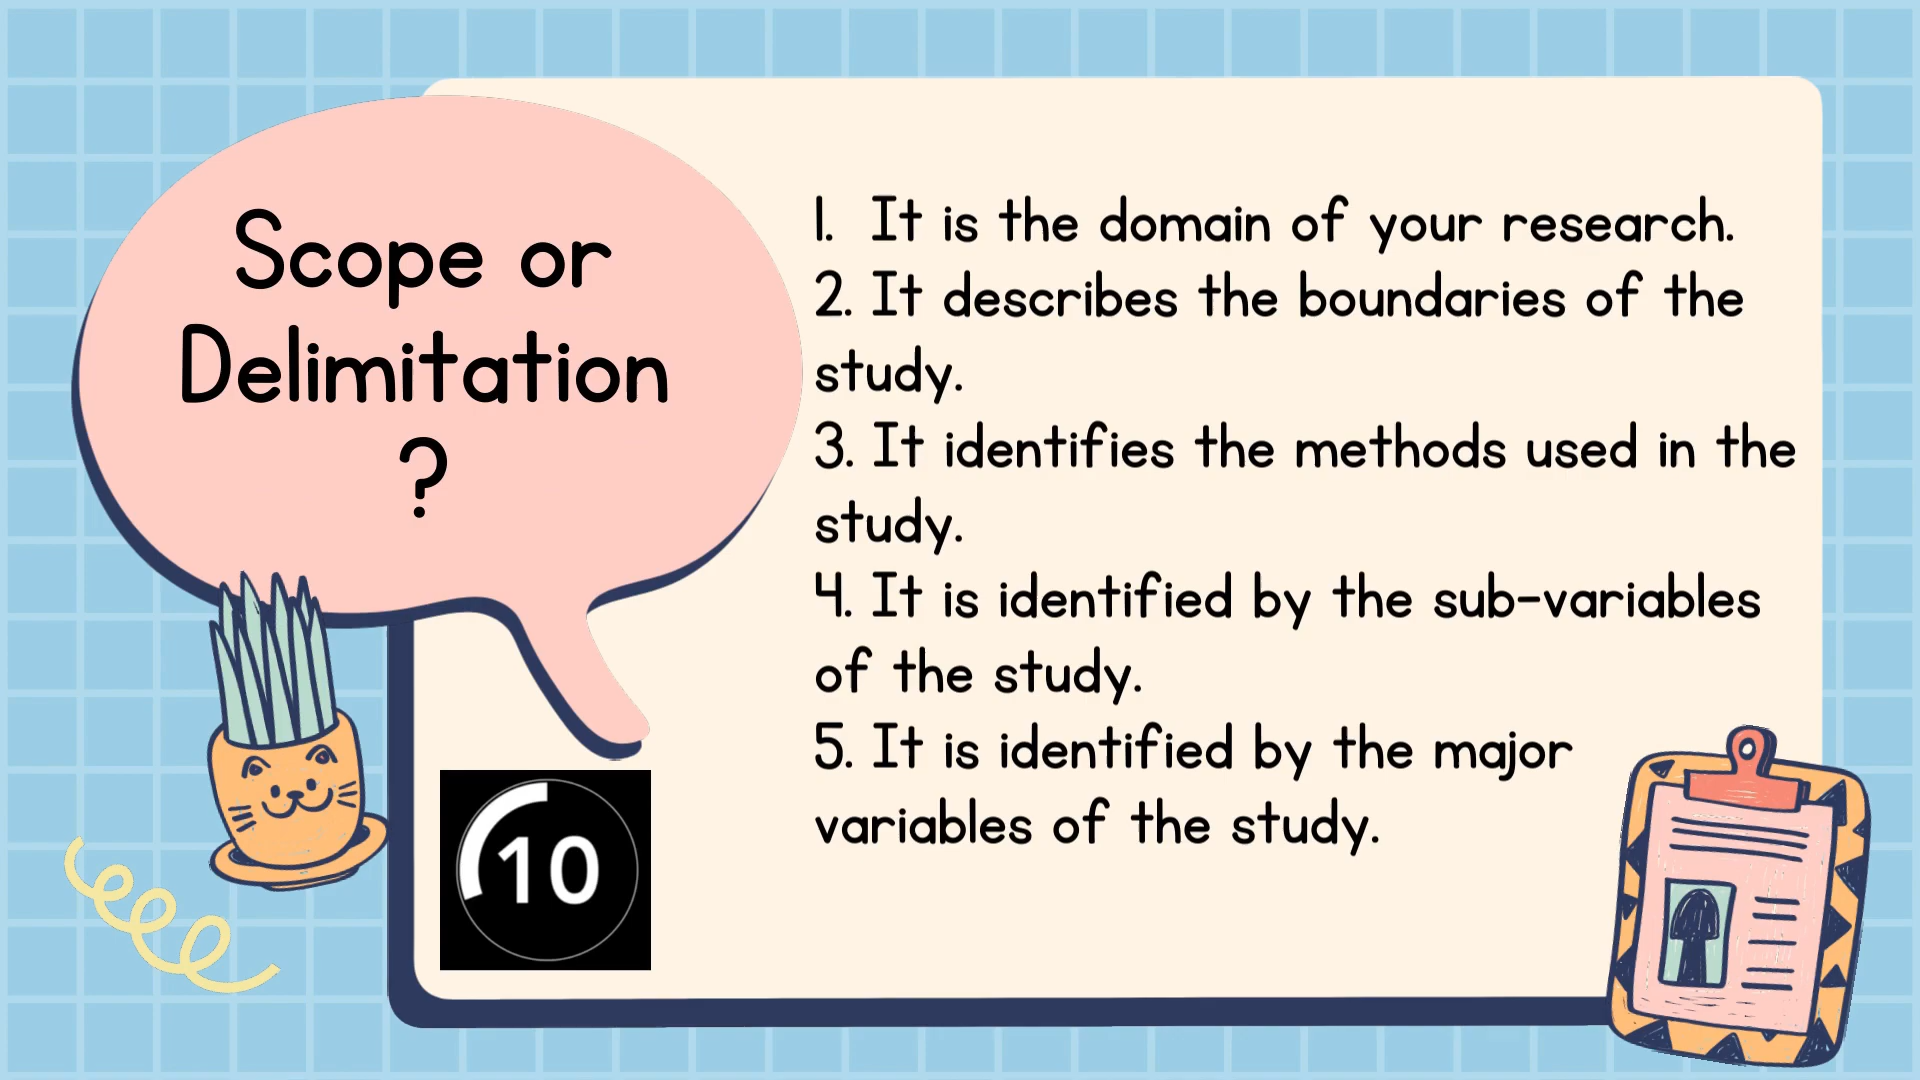 Scope or
Delimitation
?
1.  It is the domain of your research.
2. It describes the boundaries of the
study.
3. It identifies the methods used in the
study.
4. It is identified by the sub-variables
of the study.
5. It is identified by the major
variables of the study.
10